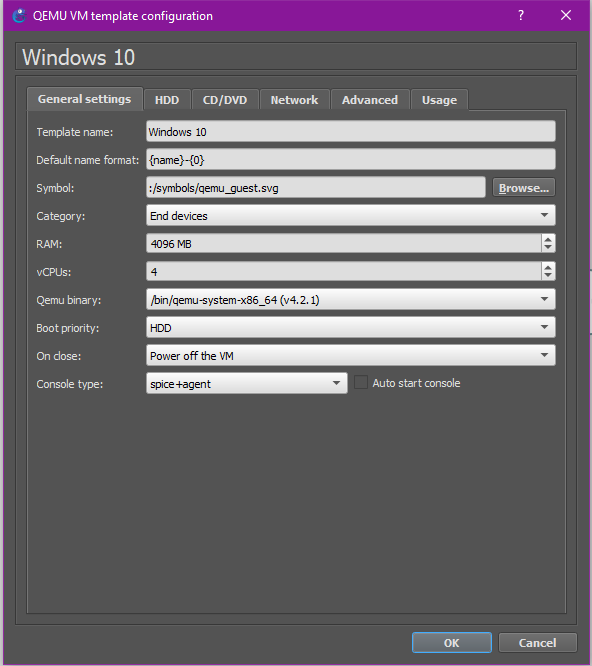 QEMU VM template configuration
?
Windows 10
General settings HDD CD/DVD Network Advanced Usage
Template name: Windows 10
Default name format: {name}-{0}
Symbol: :/symbols/qemu_guest.svg Browse...
Category: End devices
RAM: 4096 MB
vCPUs: 4
Qemu binary: /bin/qemu-system-x86_64 (v4.2.1)
Boot priority: HDD
On close: Power off the VM
Console type: spice+agent Auto start console
OK Cancel